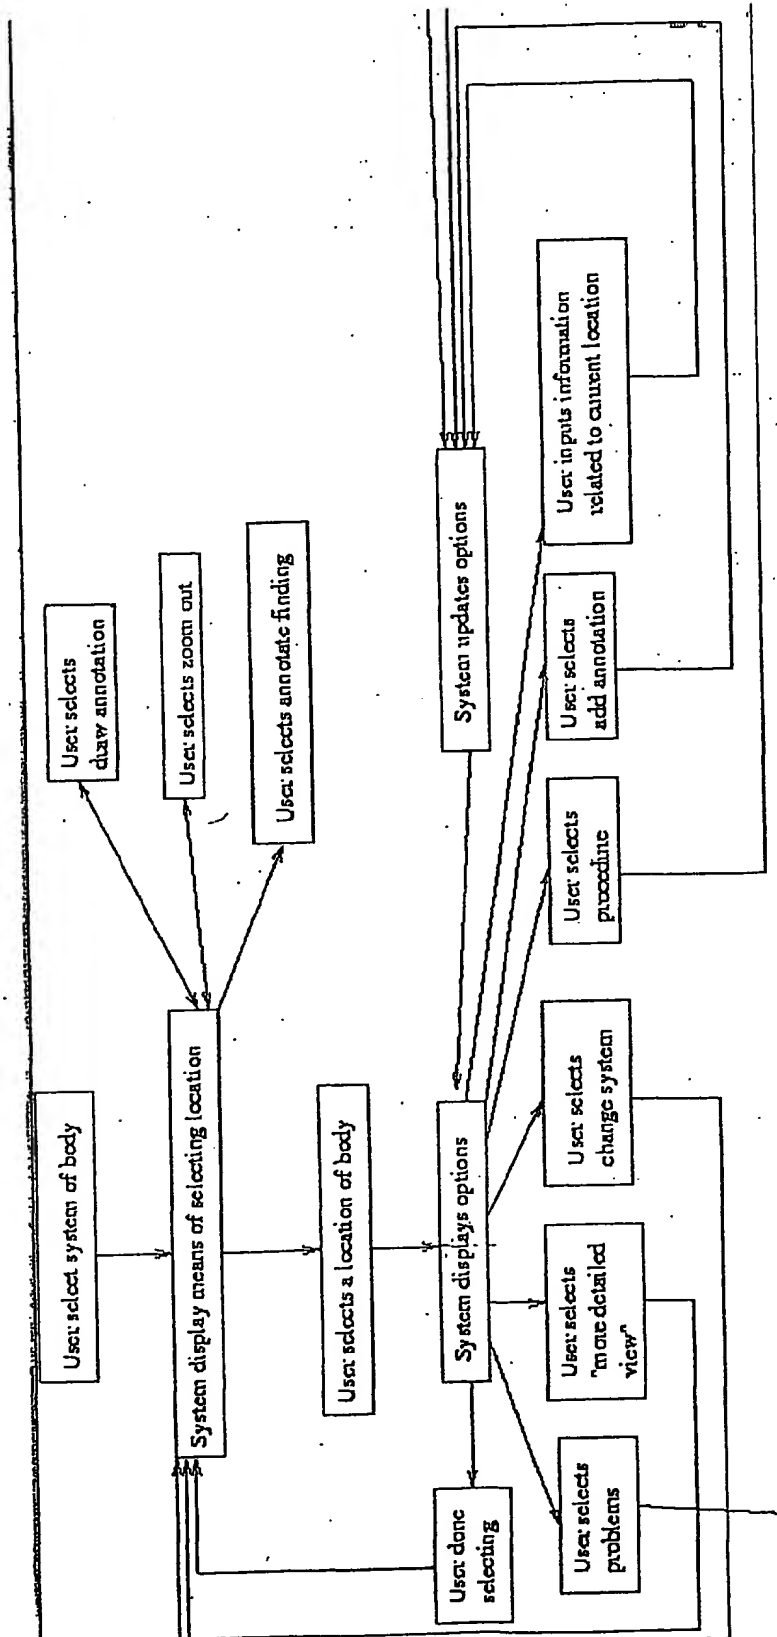 User select system of body
System display means of selecting location
User selects
draw annotation
User selects zoom out
User selects annotate finding
User selects a location of body
System displays options
System updates options
User done
selecting
User selects
problems
User selects
"more detailed
view"
User selects
change system
User selects
procedure
User selects
add annotation
User inputs information
related to current location